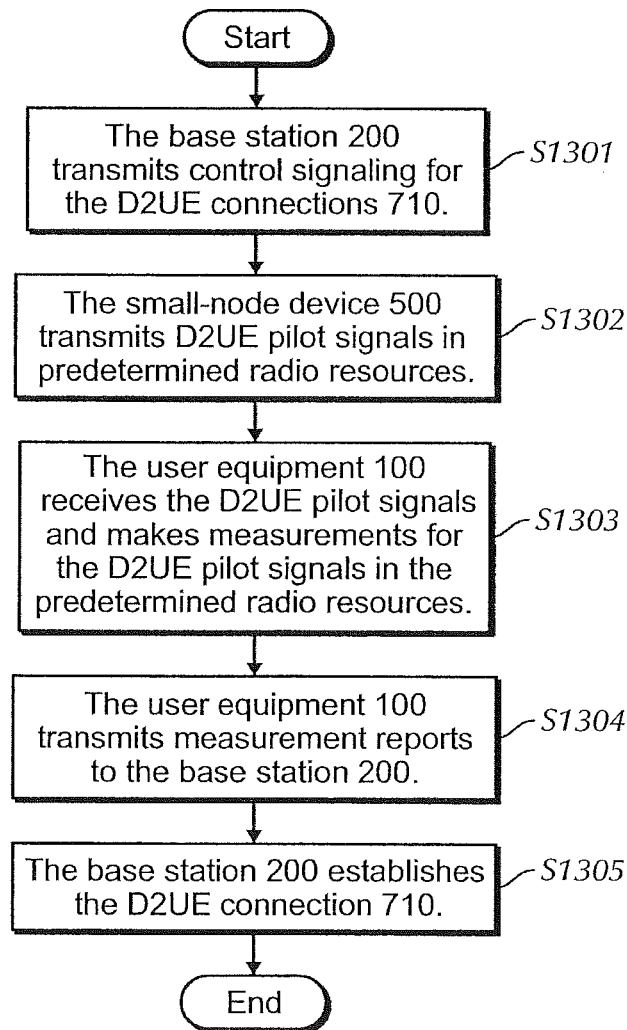 Start
The base station 200
transmits control signaling for
the D2UE connections 710.
S1301
The small-node device 500
transmits D2UE pilot signals in
predetermined radio resources.
S1302
The user equipment 100
receives the D2UE pilot signals
and makes measurements for
the D2UE pilot signals in the
predetermined radio resources.
S1303
The user equipment 100
transmits measurement reports
to the base station 200.
S1304
The base station 200 establishes
the D2UE connection 710.
S1305
End